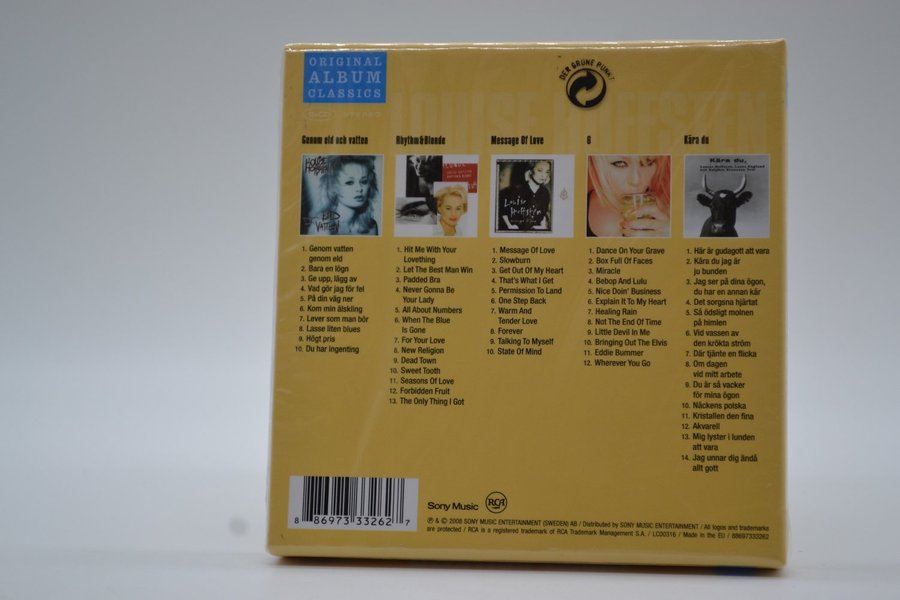 ORIGINAL
ALBUM
CLASSICS
DER GRÜNE PUNKT
LOUISE HOFFSTEN
Genom eld och vatten
Rhythm&Blonde
Message Of Love
6
Kära du
LOUISE
HOFFSTEN
ELD
VATTEN
Louise
Hoffsten
Kära du,
1. Genom vatten
genom eld
2. Bara en lögn
3. Ge upp, lägg av
4. Vad gör jag för fel
5. På din väg ner
6. Kom min älskling
7. Lever som man bör
8. Lasse liten blues
9. Högt pris
10. Du har ingenting
1. Hit Me With Your
Lovething
2. Let The Best Man Win
3. Padded Bra
4. Never Gonna Be
Your Lady
5. All About Numbers
6. When The Blue
Is Gone
7. For Your Love
8. New Religion
9. Dead Town
10. Sweet Tooth
11. Seasons Of Love
12. Forbidden Fruit
13. The Only Thing I Got
1. Message Of Love
2. Slowburn
3. Get Out Of My Heart
4. That's What I Get
5. Permission To Land
6. One Step Back
7. Warm And
Tender Love
8. Forever
9. Talking To Myself
10. State Of Mind
1. Dance On Your Grave
2. Box Full Of Faces
3. Miracle
4. Bebop And Lulu
5. Nice Doin' Business
6. Explain It To My Heart
7. Healing Rain
8. Not The End Of Time
9. Little Devil In Me
10. Bringing Out The Elvis
11. Eddie Bummer
12. Wherever You Go
1. Här är gudagott att vara
2. Kära du jag är
ju bunden
3. Jag ser på dina ögon,
du har en annan kär
4. Det sorgsna hjärtat
5. Så ödsligt molnen
på himlen
6. Vid vassen av
den krökta ström
7. Där tjänte en flicka
8. Om dagen
vid mitt arbete
9. Du är så vacker
för mina ögon
10. Näckens polska
11. Kristallen den fina
12. Akvarell
13. Mig lyster i lunden
att vara
14. Jag unnar dig ändå
allt gott
8 86973 33262 7
Sony Music
RCA
℗ & © 2008 SONY MUSIC ENTERTAINMENT (SWEDEN) AB / Distributed by SONY MUSIC ENTERTAINMENT / All logos and trademarks
are protected / RCA is a registered trademark of RCA Trademark Management S.A. / LC00316 / Made in the EU / 88697333262